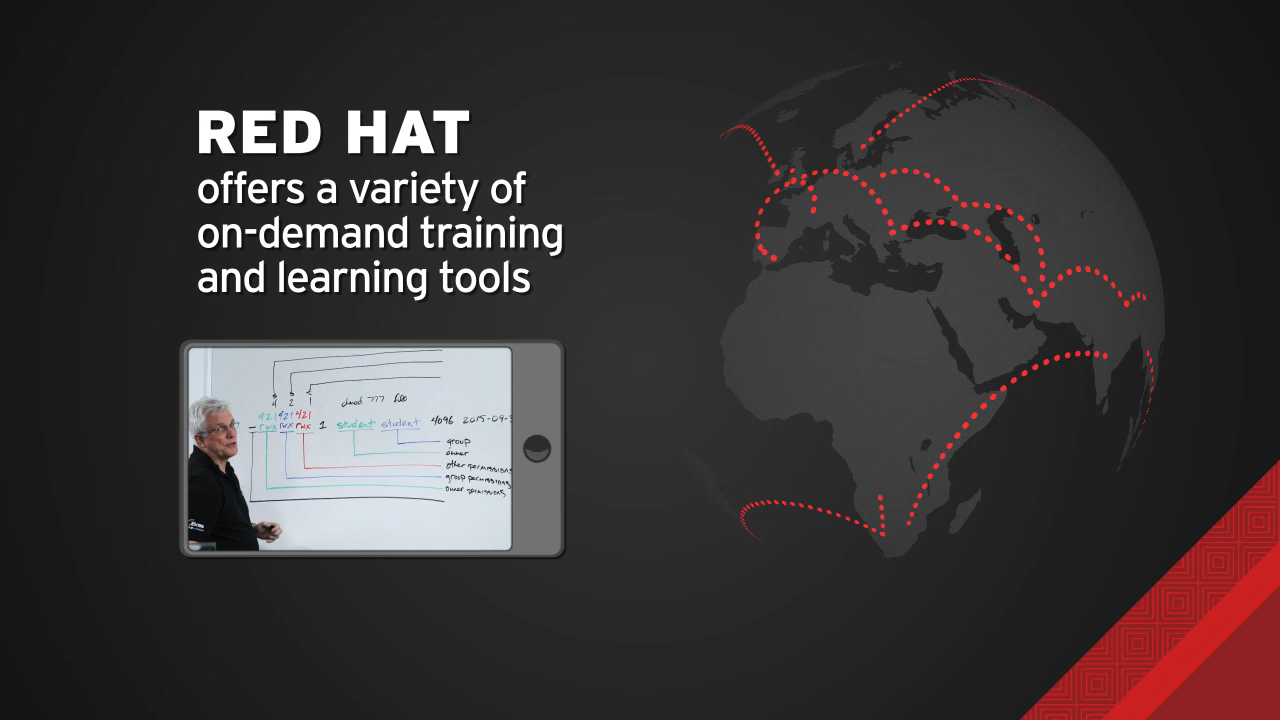 RED HAT
offers a variety of
on-demand training
and learning tools
4 2 1
chmod 777
421 421 421
- rwx rwx rwx 1 student student 4096 2015-09-
group
owner
other permissions
group permissions
owner permissions